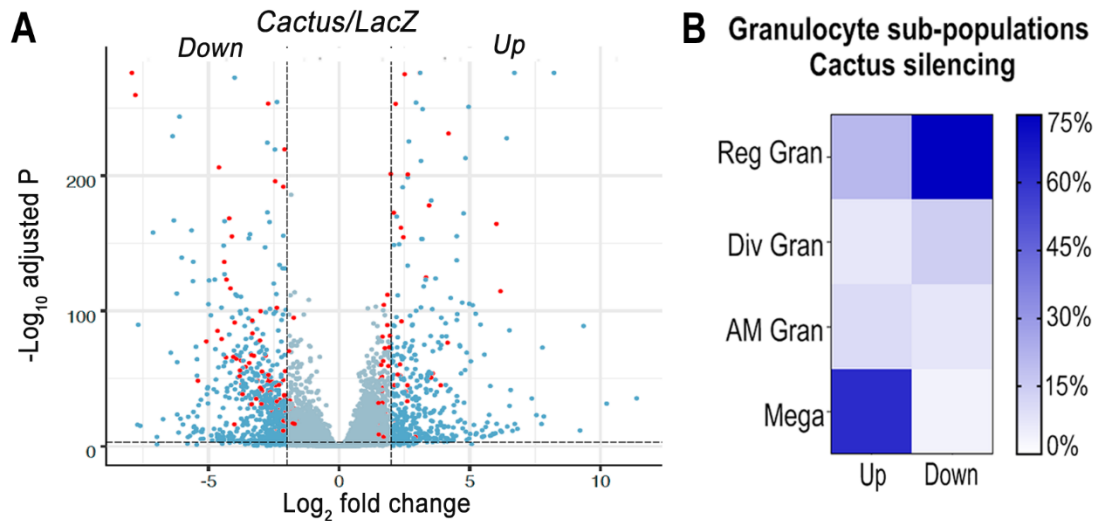 A
Cactus/LacZ
Down
Up
-Log10 adjusted P
200
100
0
-5
0
5
10
Log2 fold change
B
Granulocyte sub-populations
Cactus silencing
Reg Gran
Div Gran
AM Gran
Mega
Up
Down
75%
60%
45%
30%
15%
0%